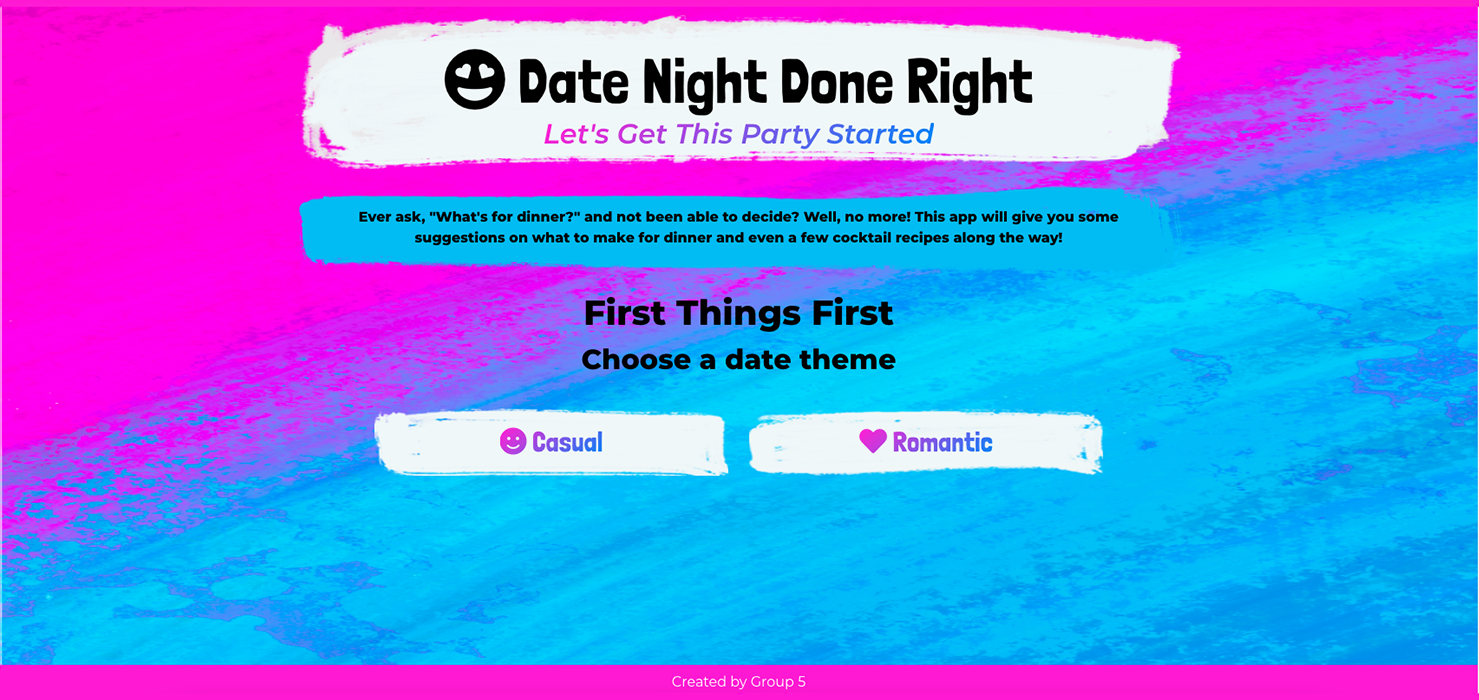 Date Night Done Right
Let's Get This Party Started
Ever ask, "What's for dinner?" and not been able to decide? Well, no more! This app will give you some
suggestions on what to make for dinner and even a few cocktail recipes along the way!
First Things First
Choose a date theme
Casual
Romantic
Created by Group 5